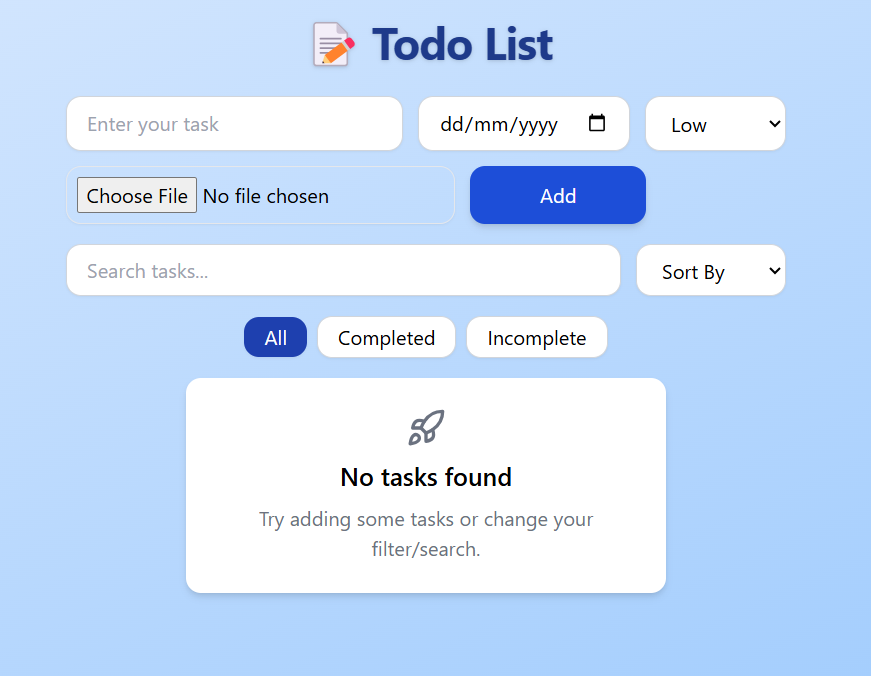 Todo List
Enter your task
dd/mm/yyyy
Low
Choose File No file chosen
Add
Search tasks...
Sort By
All
Completed
Incomplete
No tasks found
Try adding some tasks or change your
filter/search.